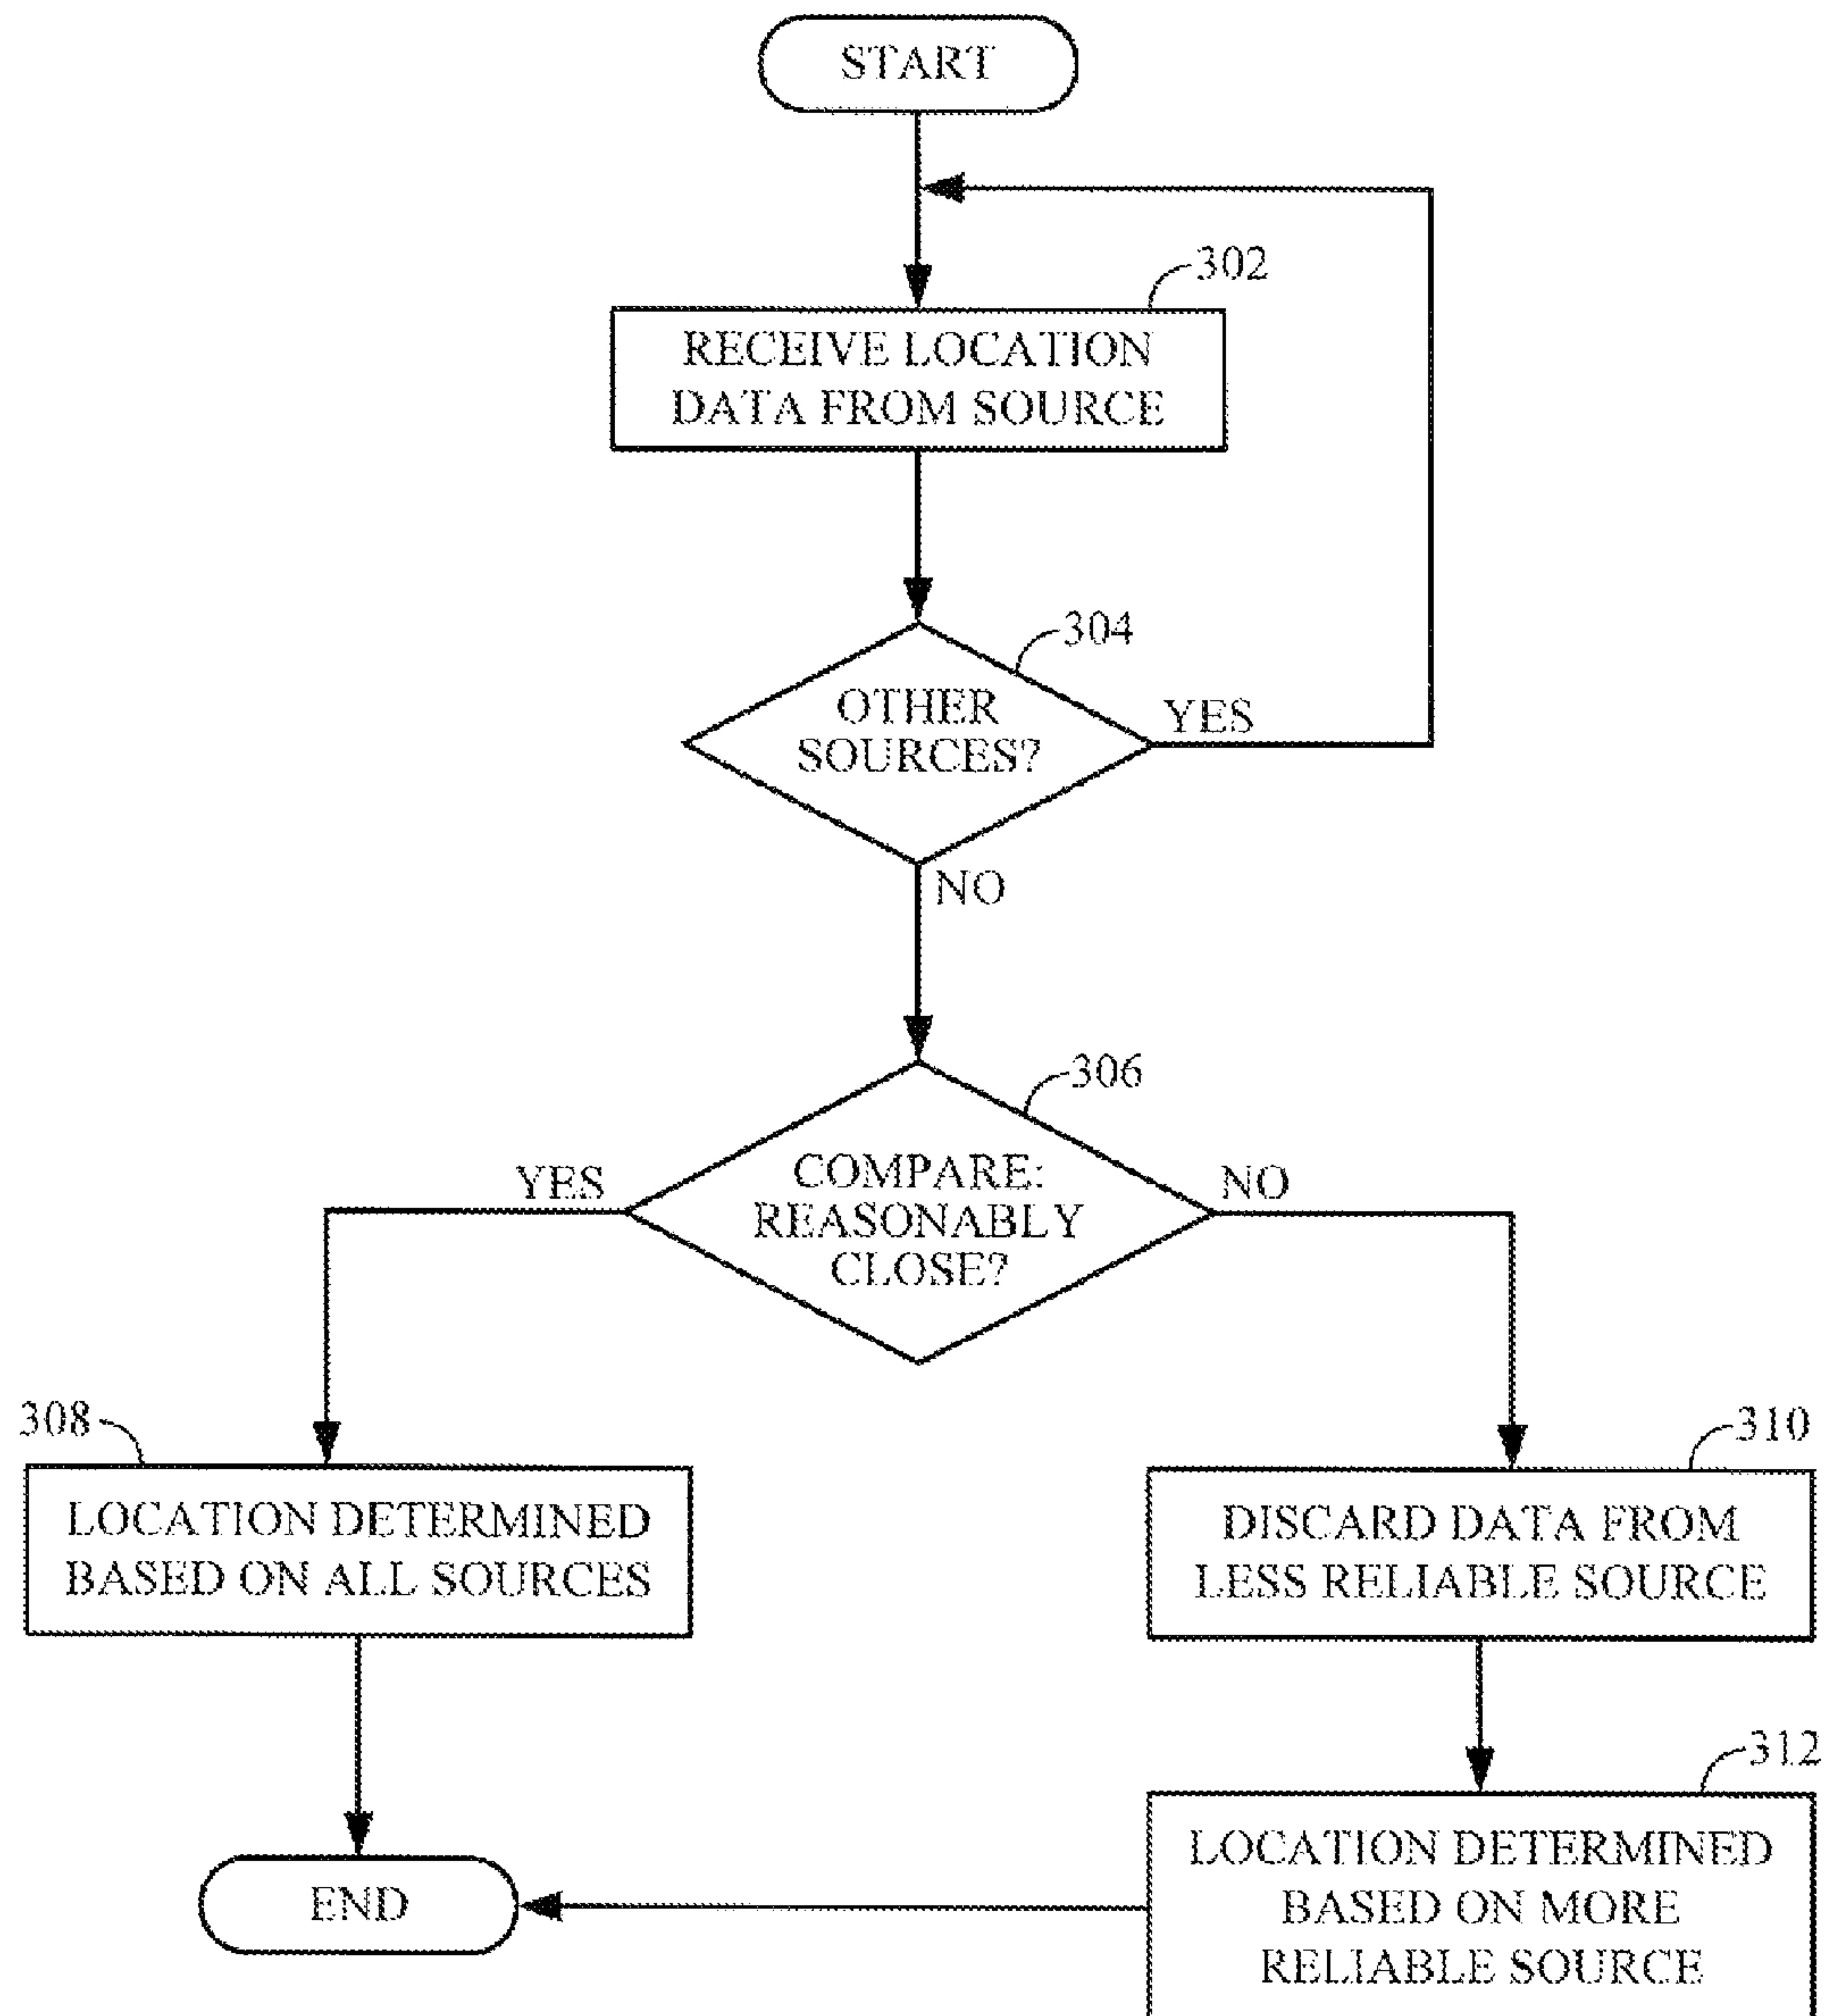 START
302
RECEIVE LOCATION
DATA FROM SOURCE
304
OTHER
SOURCES?
YES
NO
306
COMPARE:
REASONABLY
CLOSE?
YES
NO
308
LOCATION DETERMINED
BASED ON ALL SOURCES
310
DISCARD DATA FROM
LESS RELIABLE SOURCE
312
LOCATION DETERMINED
BASED ON MORE
RELIABLE SOURCE
END